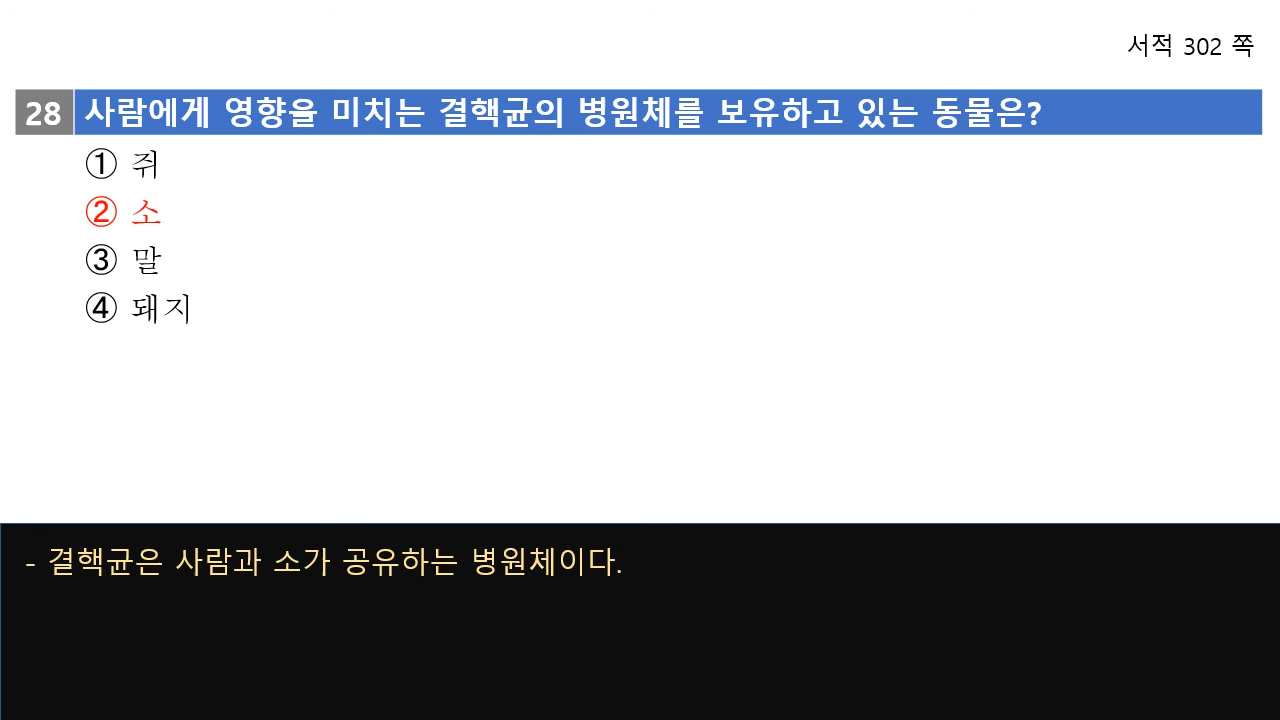 서적 302 쪽
28 사람에게 영향을 미치는 결핵균의 병원체를 보유하고 있는 동물은?
① 쥐
② 소
③ 말
④ 돼지
- 결핵균은 사람과 소가 공유하는 병원체이다.